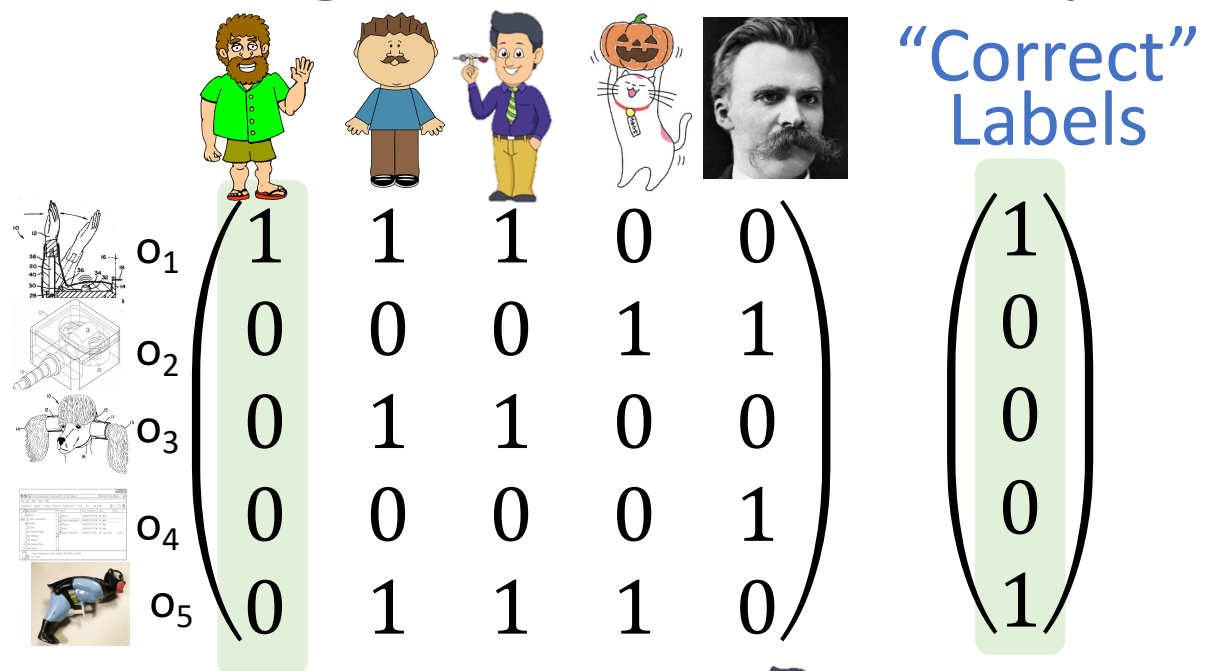 “Correct”
Labels
o₁ 1 1 1 0 0 1
o₂ 0 0 0 1 1 0
o₃ 0 1 1 0 0 0
o₄ 0 0 0 0 1 0
o₅ 0 1 1 1 0 1